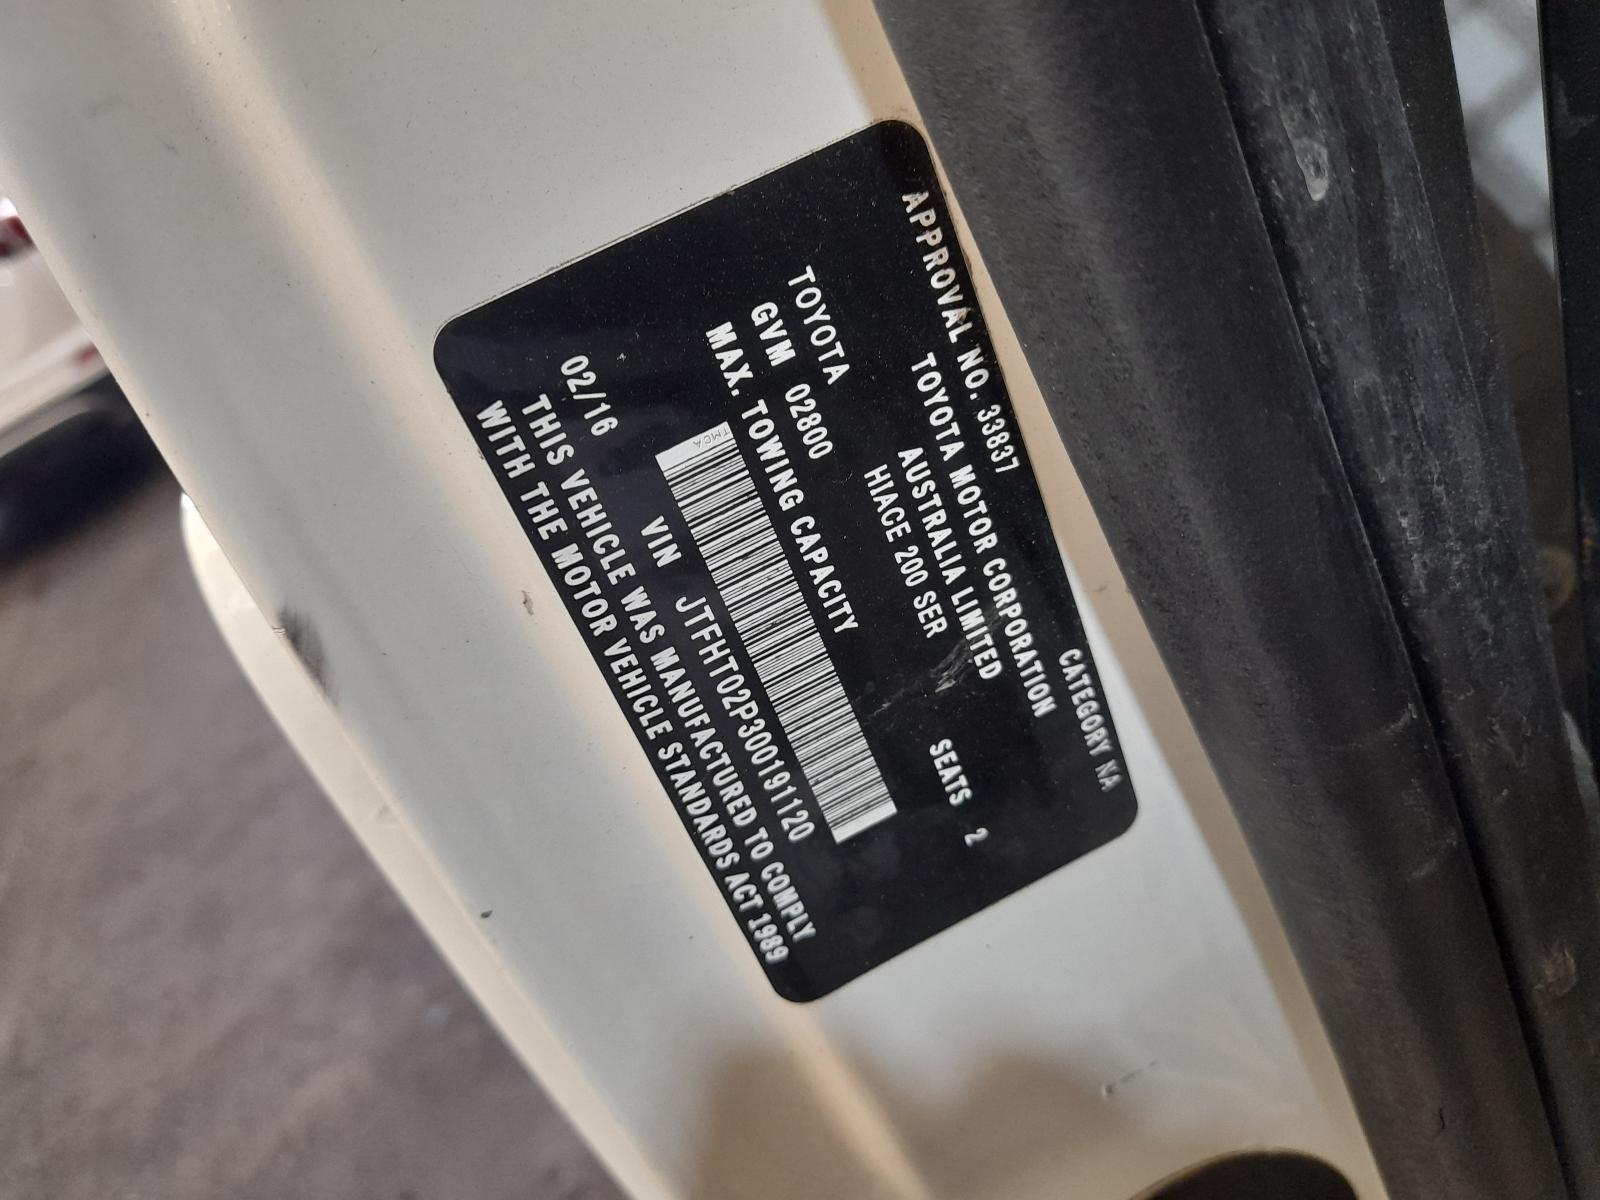 APPROVAL NO. 33837 CATEGORY NA
TOYOTA MOTOR CORPORATION
AUSTRALIA LIMITED
TOYOTA HIACE 200 SER SEATS 2
GVM 02800
MAX. TOWING CAPACITY
TMCA
VIN JTFHT02P300191120
02/16
THIS VEHICLE WAS MANUFACTURED TO COMPLY
WITH THE MOTOR VEHICLE STANDARDS ACT 1989